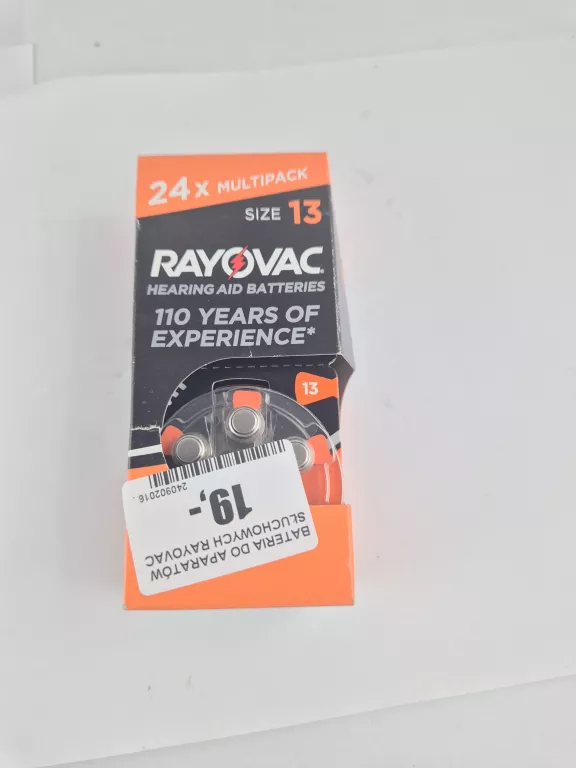 24 x MULTIPACK
SIZE 13
RAYOVAC
HEARING AID BATTERIES
110 YEARS OF
EXPERIENCE*
13
BATERIA DO APARATÓW
SŁUCHOWYCH RAYOVAC
19,-
240902016